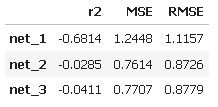 r2 MSE RMSE
net_1 -0.6814 1.2448 1.1157
net_2 -0.0285 0.7614 0.8726
net_3 -0.0411 0.7707 0.8779